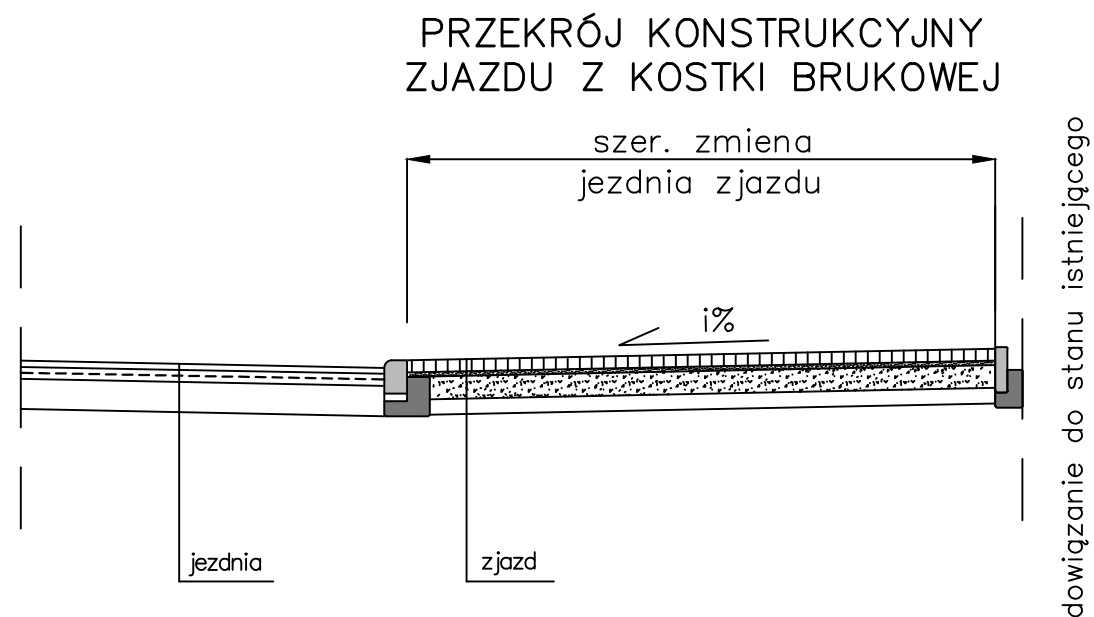 PRZEKRÓJ KONSTRUKCYJNY
ZJAZDU Z KOSTKI BRUKOWEJ
szer. zmiena
jezdnia zjazdu
i%
jezdnia
zjazd
dowiązanie do stanu istniejącego